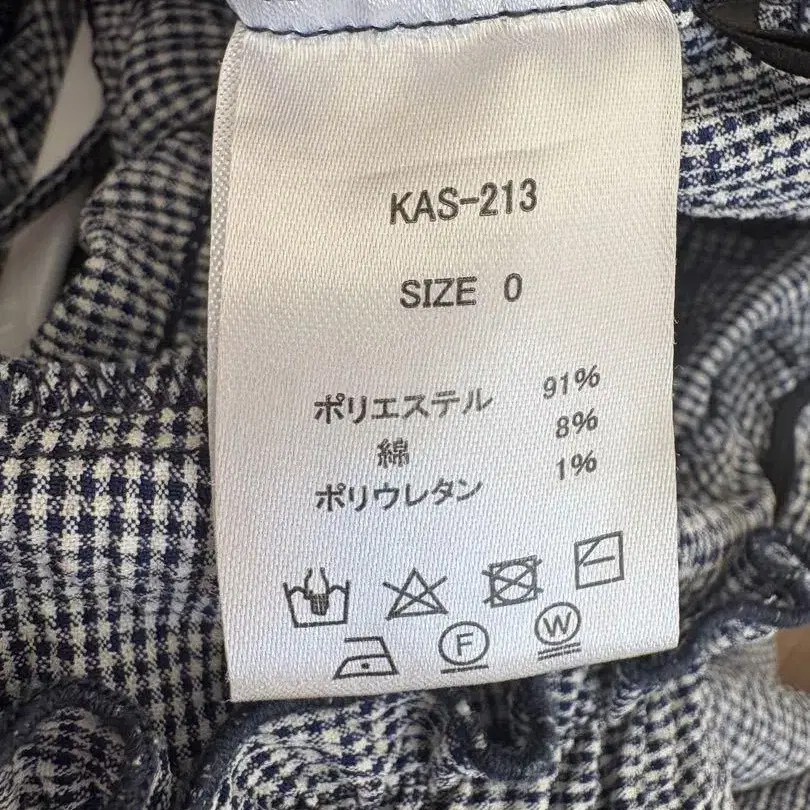 KAS-213
SIZE 0
ポリエステル 91%
綿 8%
ポリウレタン 1%
F W